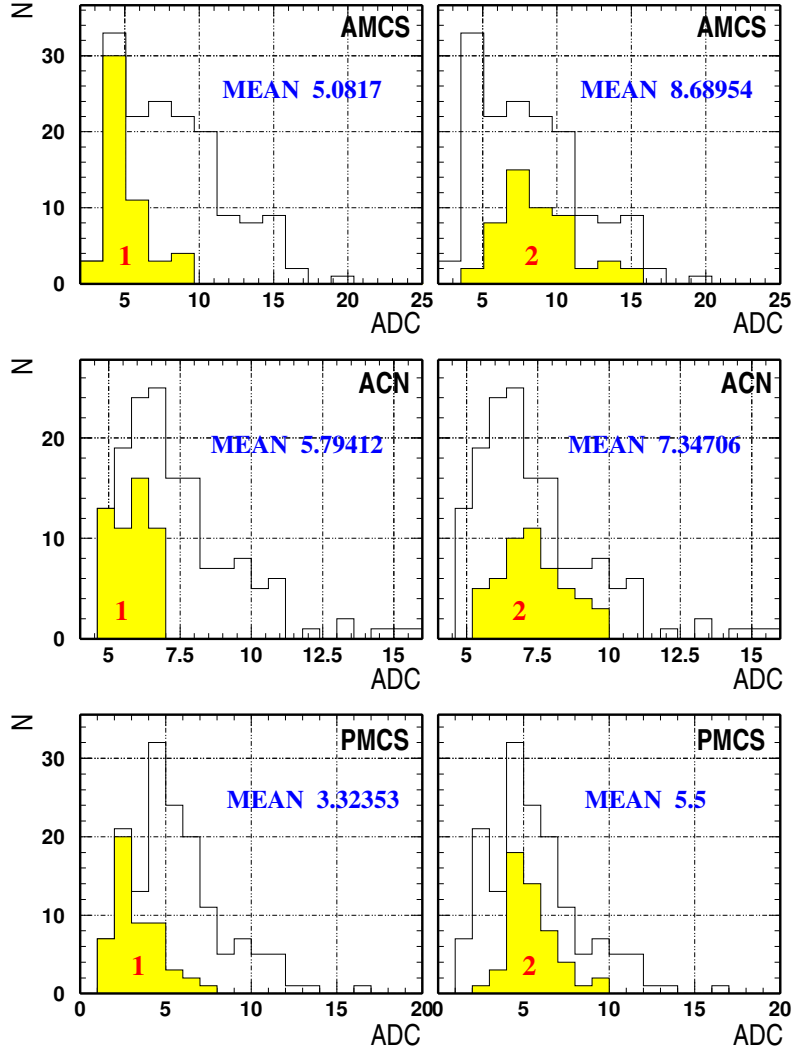 N
AMCS
AMCS
30
MEAN 5.0817
MEAN 8.68954
20
10
1
2
0
5 10 15 20 25
5 10 15 20 25
ADC
ADC
N
ACN
ACN
20
MEAN 5.79412
MEAN 7.34706
10
1
2
0
5 7.5 10 12.5 15
5 7.5 10 12.5 15
ADC
ADC
N
PMCS
PMCS
30
MEAN 3.32353
MEAN 5.5
20
10
1
2
0
0 5 10 15 20
0 5 10 15 20
ADC
ADC